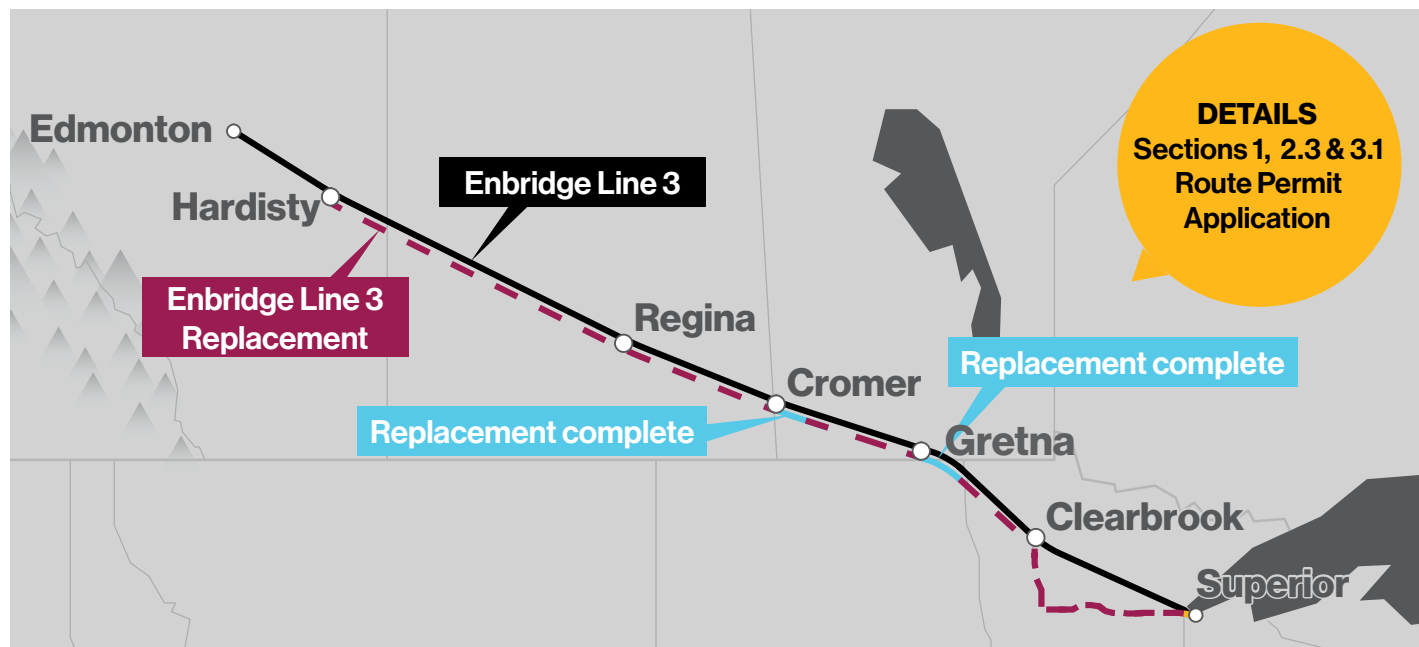 DETAILS
Sections 1, 2.3 & 3.1
Route Permit
Application
Edmonton
Enbridge Line 3
Hardisty
Enbridge Line 3
Replacement
Regina
Replacement complete
Cromer
Replacement complete
Gretna
Clearbrook
Superior